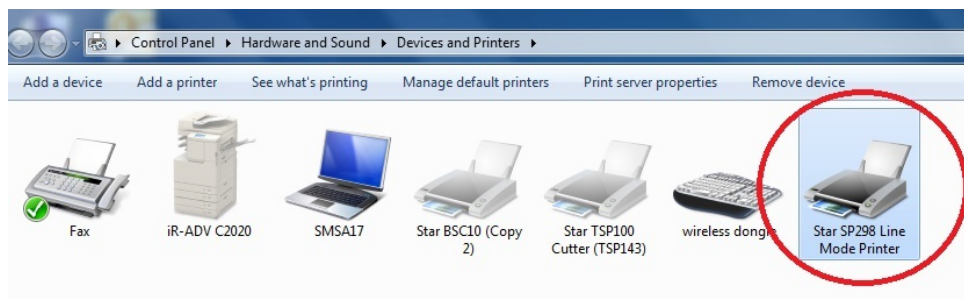 Control Panel ▸ Hardware and Sound ▸ Devices and Printers ▸
Add a device Add a printer See what's printing Manage default printers Print server properties Remove device
Fax iR-ADV C2020 SMSA17 Star BSC10 (Copy 2) Star TSP100 Cutter (TSP143) wireless dongle Star SP298 Line Mode Printer